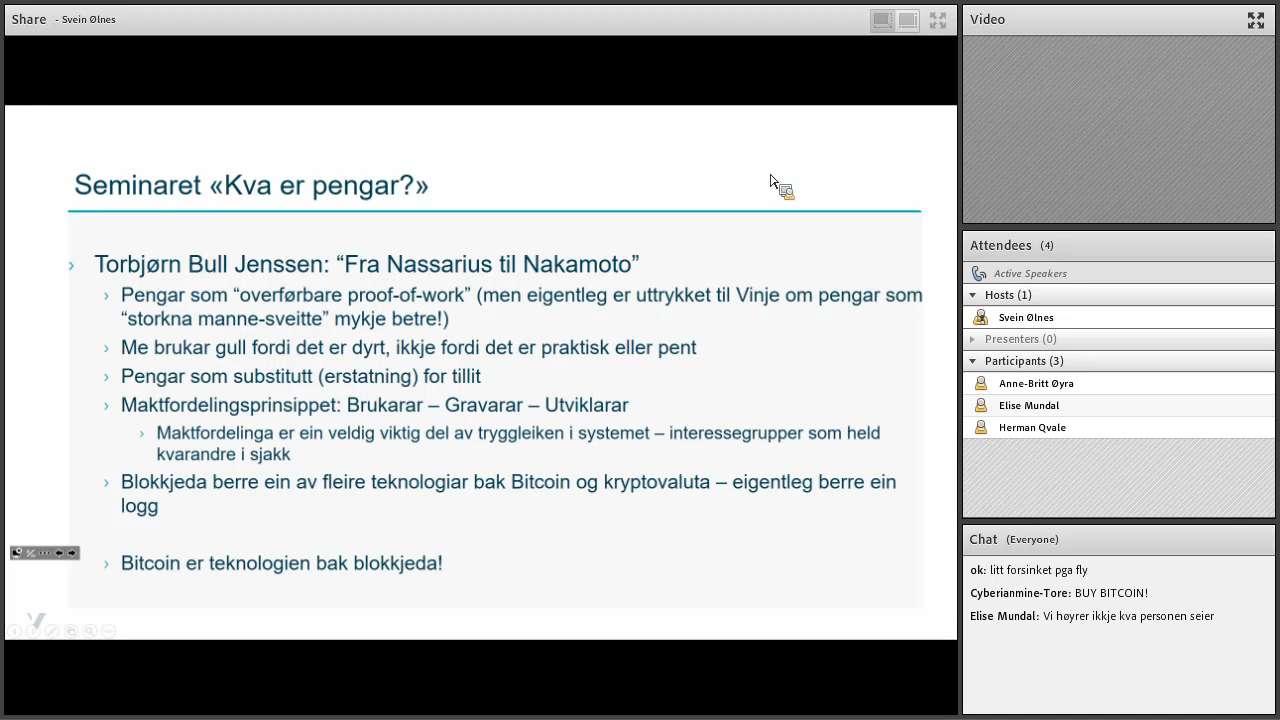 Share - Svein Ølnes
Seminaret «Kva er pengar?»
› Torbjørn Bull Jenssen: “Fra Nassarius til Nakamoto”
› Pengar som “overførbare proof-of-work” (men eigentleg er uttrykket til Vinje om pengar som
“storkna manne-sveitte” mykje betre!)
› Me brukar gull fordi det er dyrt, ikkje fordi det er praktisk eller pent
› Pengar som substitutt (erstatning) for tillit
› Maktfordelingsprinsippet: Brukarar – Gravarar – Utviklarar
› Maktfordelinga er ein veldig viktig del av tryggleiken i systemet – interessegrupper som held
kvarandre i sjakk
› Blokkjeda berre ein av fleire teknologiar bak Bitcoin og kryptovaluta – eigentleg berre ein
logg
› Bitcoin er teknologien bak blokkjeda!
Video
Attendees (4)
Active Speakers
Hosts (1)
Svein Ølnes
Presenters (0)
Participants (3)
Anne-Britt Øyra
Elise Mundal
Herman Qvale
Chat (Everyone)
ok: litt forsinket pga fly
Cyberianmine-Tore: BUY BITCOIN!
Elise Mundal: Vi høyrer ikkje kva personen seier